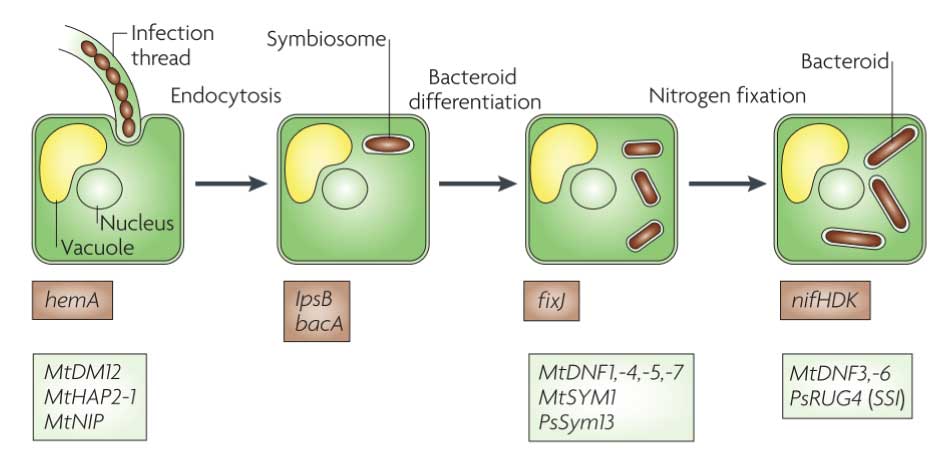 Infection
thread
Symbiosome
Bacteroid
Endocytosis
Bacteroid
differentiation
Nitrogen fixation
Nucleus
Vacuole
hemA
lpsB
bacA
fixJ
nifHDK
MtDM12
MtHAP2-1
MtNIP
MtDNF1,-4,-5,-7
MtSYM1
PsSym13
MtDNF3,-6
PsRUG4 (SSI)